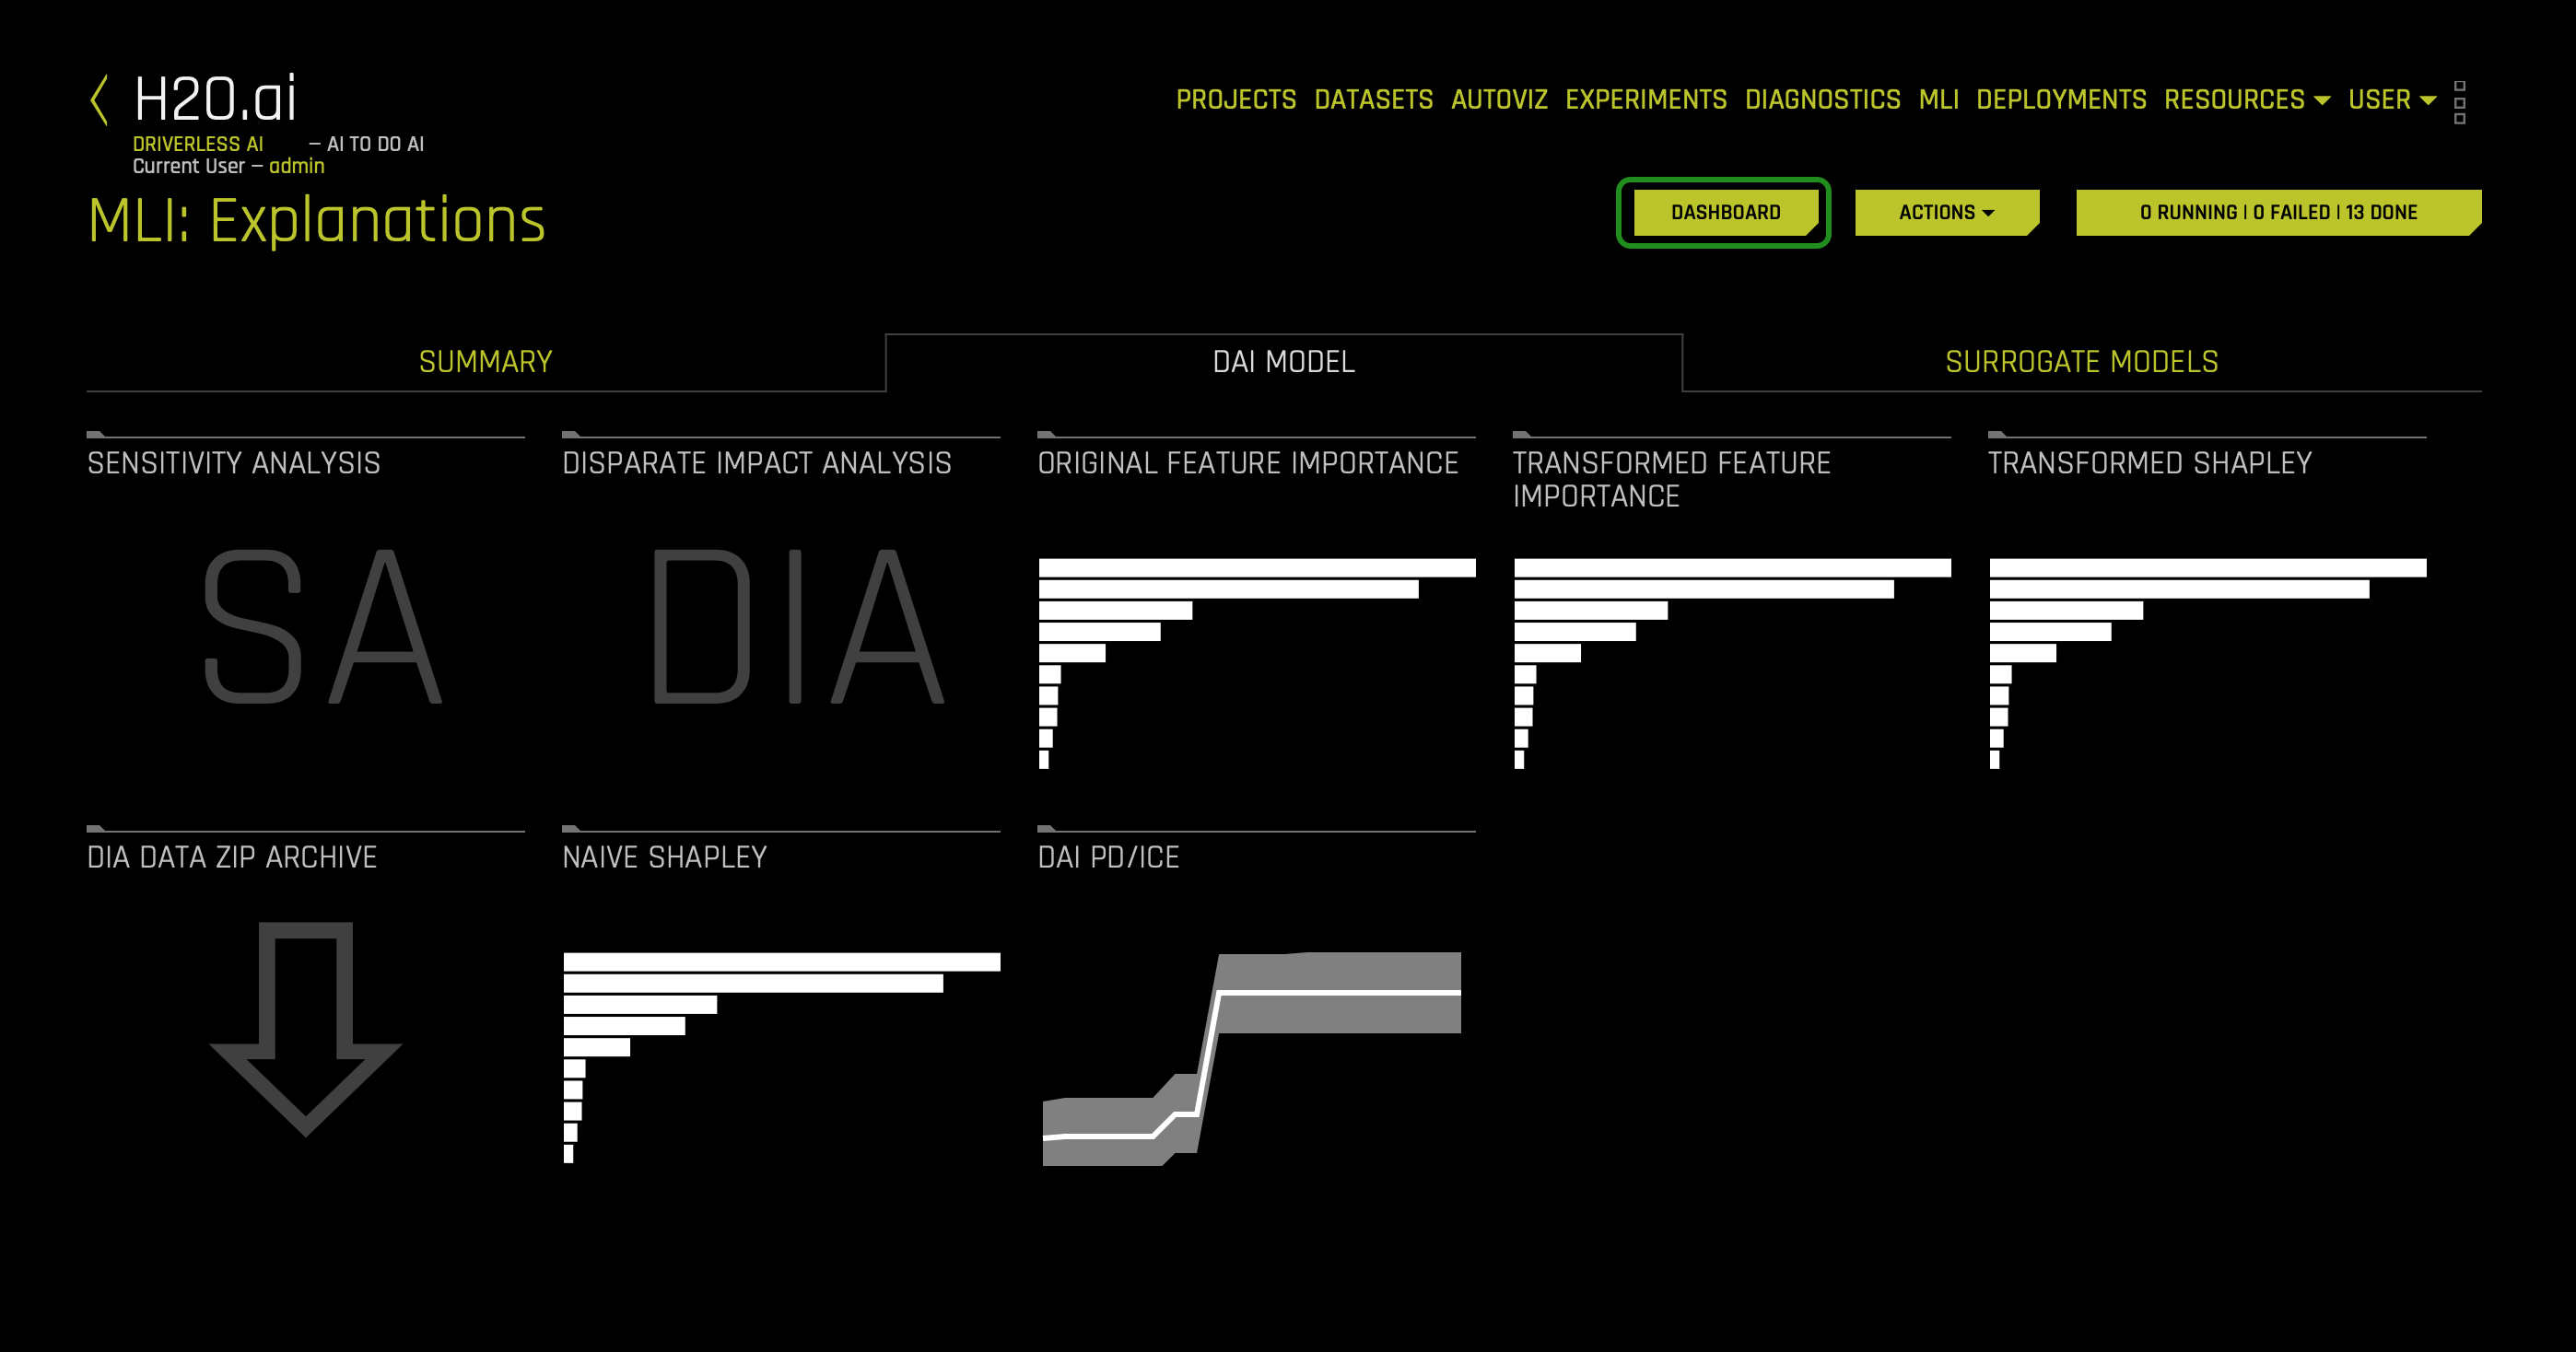 H2O.ai
PROJECTS DATASETS AUTOVIZ EXPERIMENTS DIAGNOSTICS MLI DEPLOYMENTS RESOURCES USER
DRIVERLESS AI — AI TO DO AI
Current User — admin
MLI: Explanations
DASHBOARD
ACTIONS
0 RUNNING | 0 FAILED | 13 DONE
SUMMARY
DAI MODEL
SURROGATE MODELS
SENSITIVITY ANALYSIS
DISPARATE IMPACT ANALYSIS
ORIGINAL FEATURE IMPORTANCE
TRANSFORMED FEATURE
IMPORTANCE
TRANSFORMED SHAPLEY
SA
DIA
DIA DATA ZIP ARCHIVE
NAIVE SHAPLEY
DAI PD/ICE